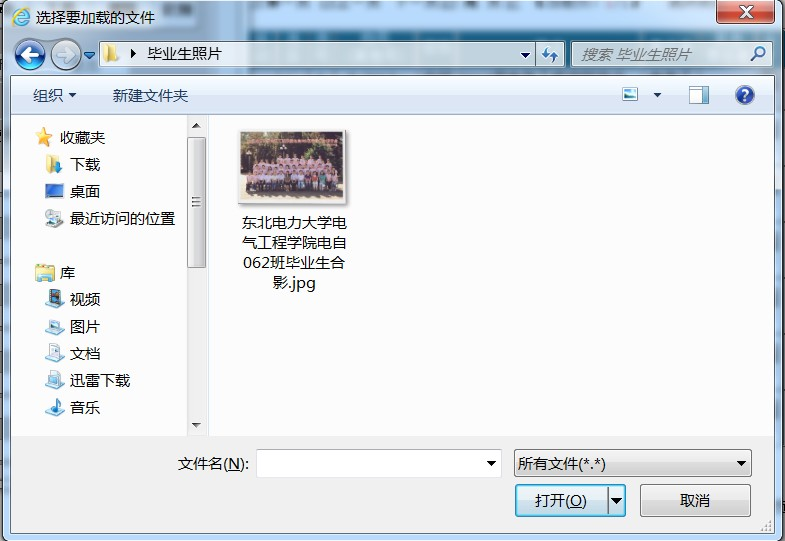 选择要加载的文件
毕业生照片
搜索 毕业生照片
组织
新建文件夹
收藏夹
下载
桌面
最近访问的位置
库
视频
图片
文档
迅雷下载
音乐
东北电力大学电
气工程学院电自
062班毕业生合
影.jpg
文件名(N):
所有文件(*.*)
打开(O)
取消